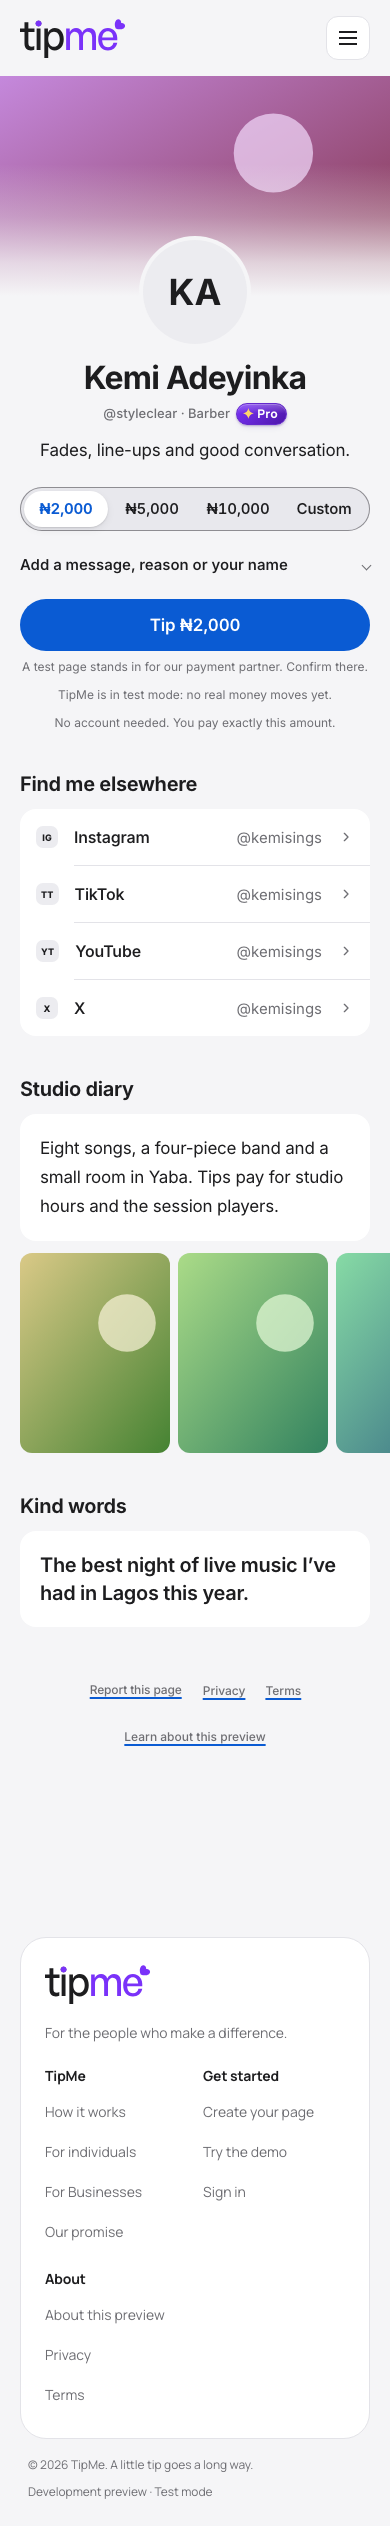 tipme
KA
Kemi Adeyinka
@styleclear · Barber ✦ Pro
Fades, line-ups and good conversation.
₦2,000 ₦5,000 ₦10,000 Custom
Add a message, reason or your name
Tip ₦2,000
A test page stands in for our payment partner. Confirm there.
TipMe is in test mode: no real money moves yet.
No account needed. You pay exactly this amount.
Find me elsewhere
IG Instagram @kemisings
TT TikTok @kemisings
YT YouTube @kemisings
X X @kemisings
Studio diary
Eight songs, a four-piece band and a
small room in Yaba. Tips pay for studio
hours and the session players.
Kind words
The best night of live music I’ve
had in Lagos this year.
Report this page Privacy Terms
Learn about this preview
tipme
For the people who make a difference.
TipMe Get started
How it works Create your page
For individuals Try the demo
For Businesses Sign in
Our promise
About
About this preview
Privacy
Terms
© 2026 TipMe. A little tip goes a long way.
Development preview · Test mode